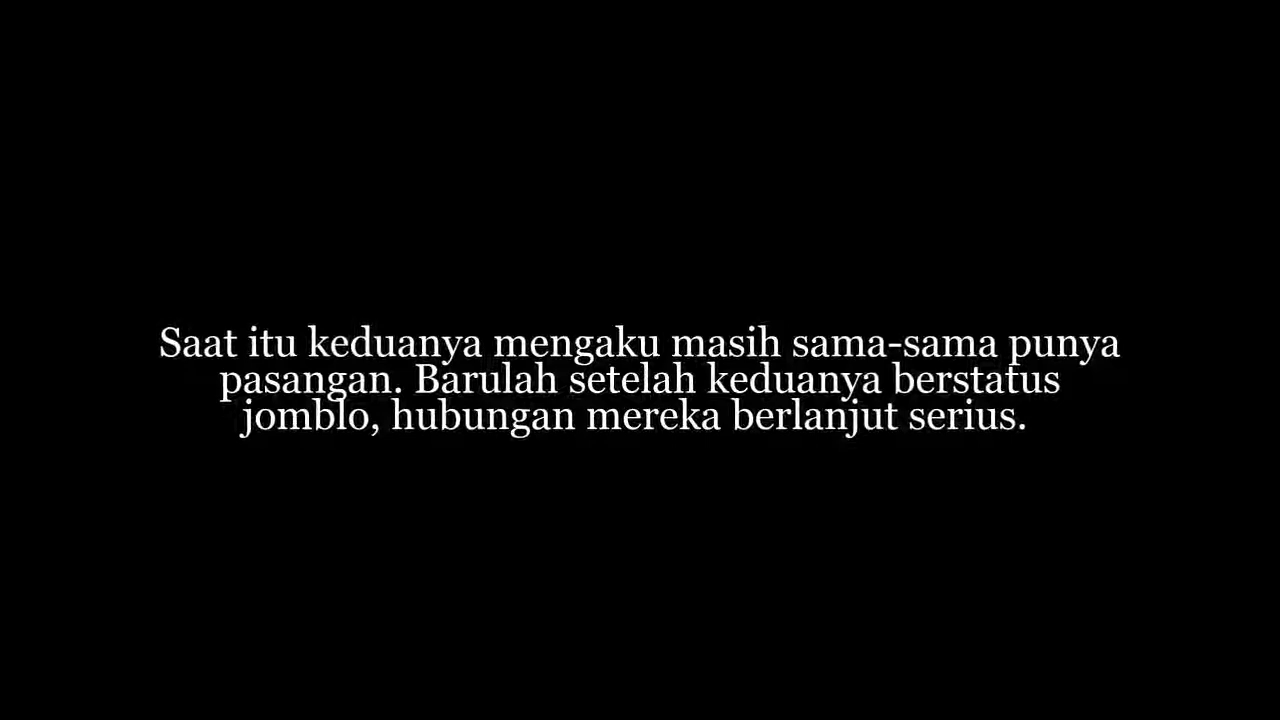 Saat itu keduanya mengaku masih sama-sama punya
pasangan. Barulah setelah keduanya berstatus
jomblo, hubungan mereka berlanjut serius.